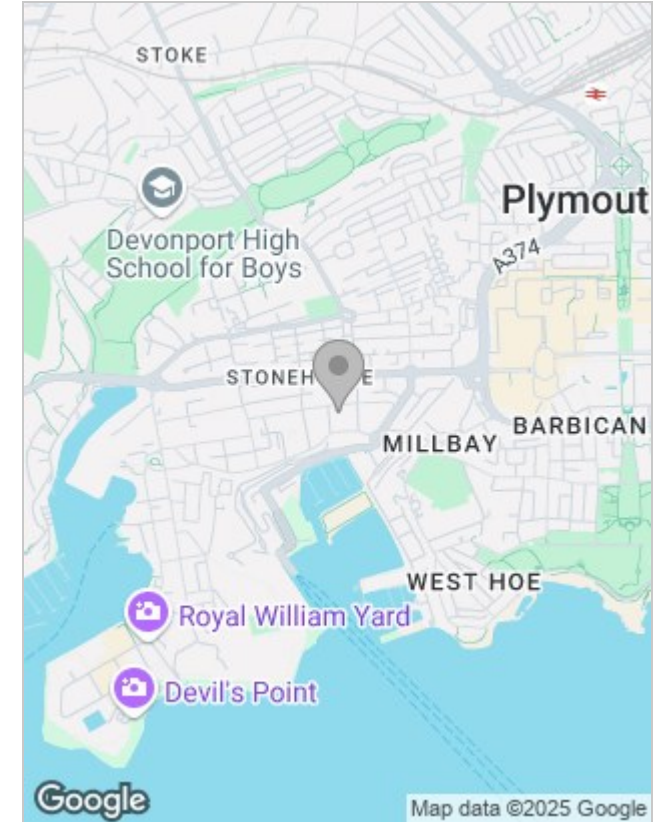 STOKE
Plymout
Devonport High
School for Boys
A374
STONEH E
BARBICAN
MILLBAY
WEST HOE
Royal William Yard
Devil's Point
Google
Map data ©2025 Google